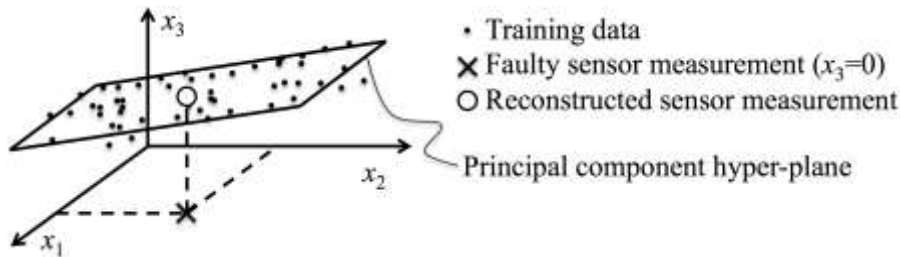 x₃
Training data
Faulty sensor measurement (x₃=0)
Reconstructed sensor measurement
x₂
Principal component hyper-plane
x₁